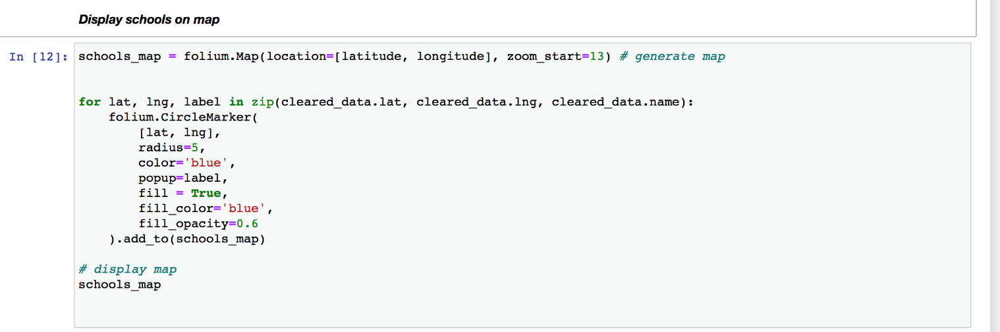 Display schools on map
In [12]: schools_map = folium.Map(location=[latitude, longitude], zoom_start=13) # generate map
for lat, lng, label in zip(cleared_data.lat, cleared_data.lng, cleared_data.name):
    folium.CircleMarker(
        [lat, lng],
        radius=5,
        color='blue',
        popup=label,
        fill = True,
        fill_color='blue',
        fill_opacity=0.6
    ).add_to(schools_map)
# display map
schools_map